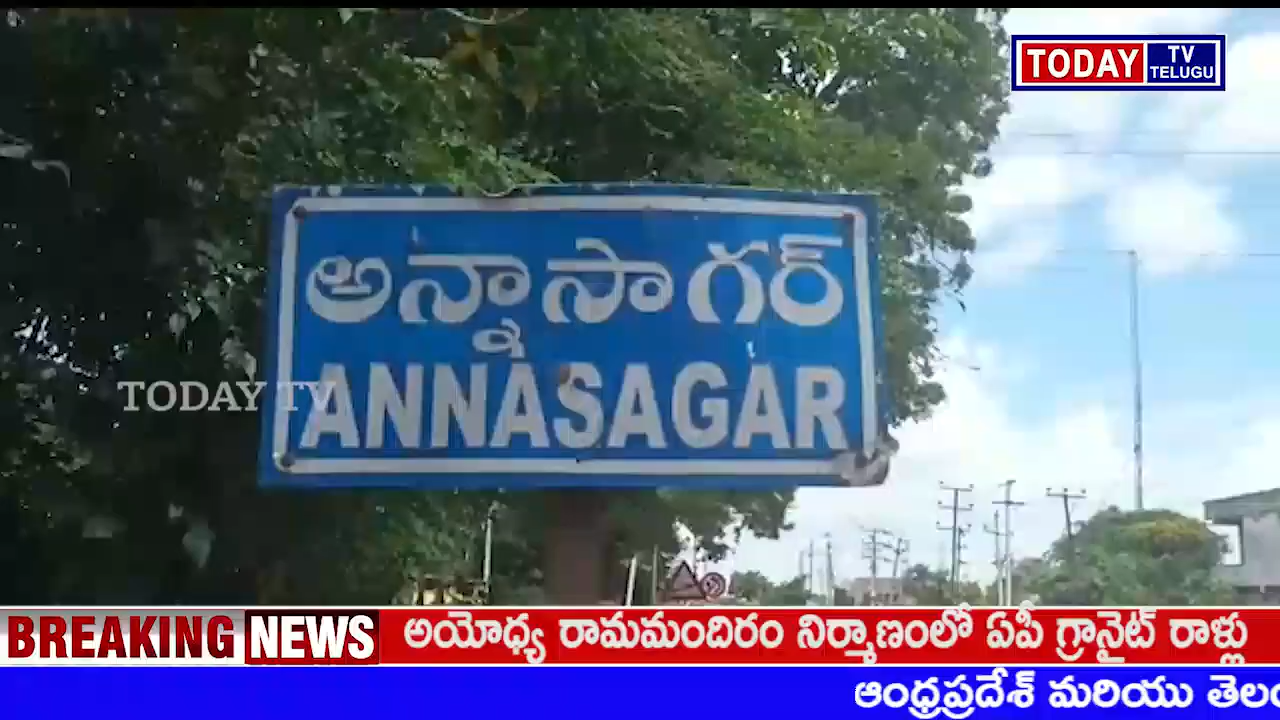 TODAY TV TELUGU
అన్నాసాగర్
ANNASAGAR
TODAY TV
BREAKING NEWS అయోధ్య రామమందిరం నిర్మాణంలో ఏపీ గ్రానైట్ రాళ్లు
ఆంధ్రప్రదేశ్ మరియు